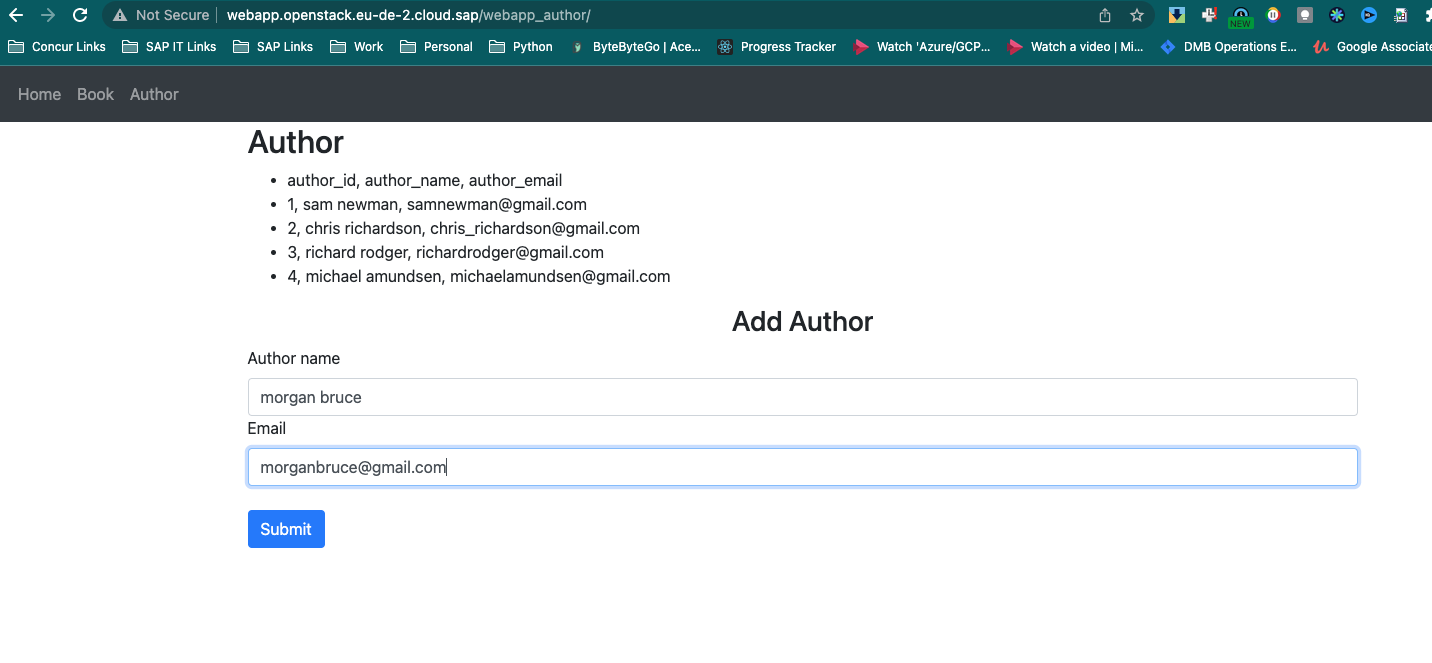 Not Secure webapp.openstack.eu-de-2.cloud.sap/webapp_author/
NEW
Concur Links SAP IT Links SAP Links Work Personal Python ByteByteGo | Ace... Progress Tracker Watch 'Azure/GCP... Watch a video | Mi... DMB Operations E... Google Associate
Home Book Author
Author
• author_id, author_name, author_email
• 1, sam newman, samnewman@gmail.com
• 2, chris richardson, chris_richardson@gmail.com
• 3, richard rodger, richardrodger@gmail.com
• 4, michael amundsen, michaelamundsen@gmail.com
Add Author
Author name
morgan bruce
Email
morganbruce@gmail.com
Submit